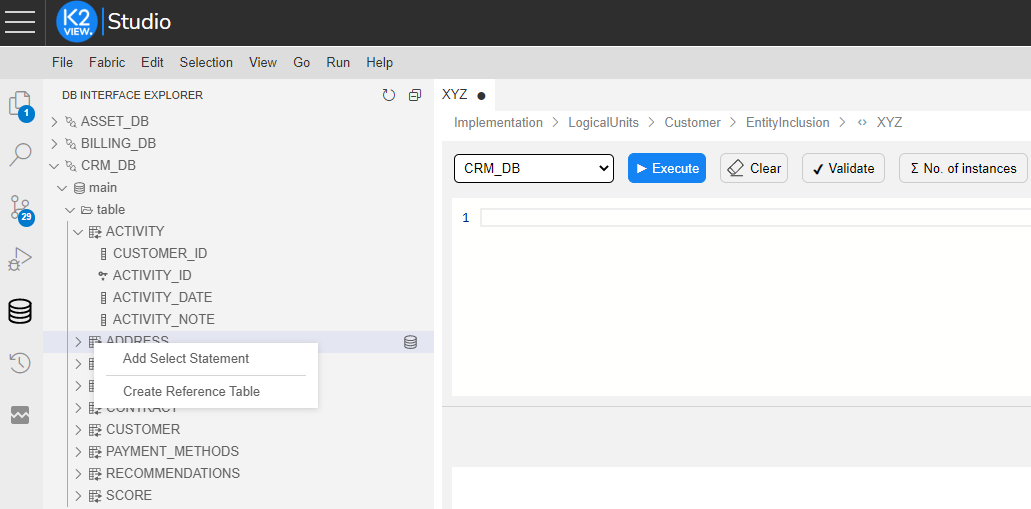 K2
VIEW.
Studio
File Fabric Edit Selection View Go Run Help
1
29
DB INTERFACE EXPLORER
ASSET_DB
BILLING_DB
CRM_DB
main
table
ACTIVITY
CUSTOMER_ID
ACTIVITY_ID
ACTIVITY_DATE
ACTIVITY_NOTE
ADDRESS
Add Select Statement
Create Reference Table
CONTRACT
CUSTOMER
PAYMENT_METHODS
RECOMMENDATIONS
SCORE
XYZ
Implementation > LogicalUnits > Customer > EntityInclusion > XYZ
CRM_DB Execute Clear Validate Σ No. of instances
1